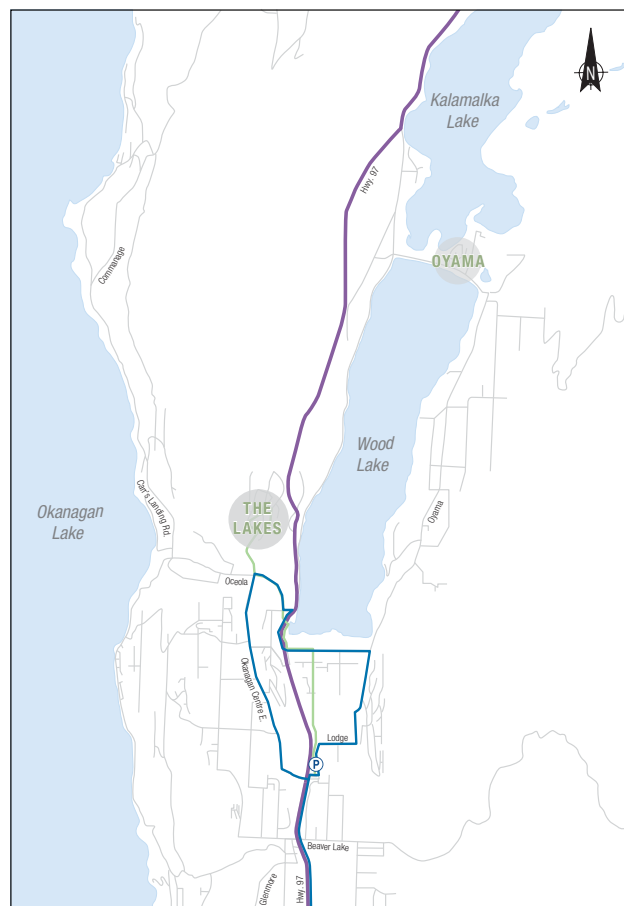 N
Kalamalka
Lake
Hwy. 97
OYAMA
Commanage
Wood
Lake
THE
LAKES
Carr's Landing Rd.
Okanagan
Lake
Oyama
Oceola
Okanagan Centre E.
Lodge
P
Beaver Lake
Glenmore
Hwy. 97